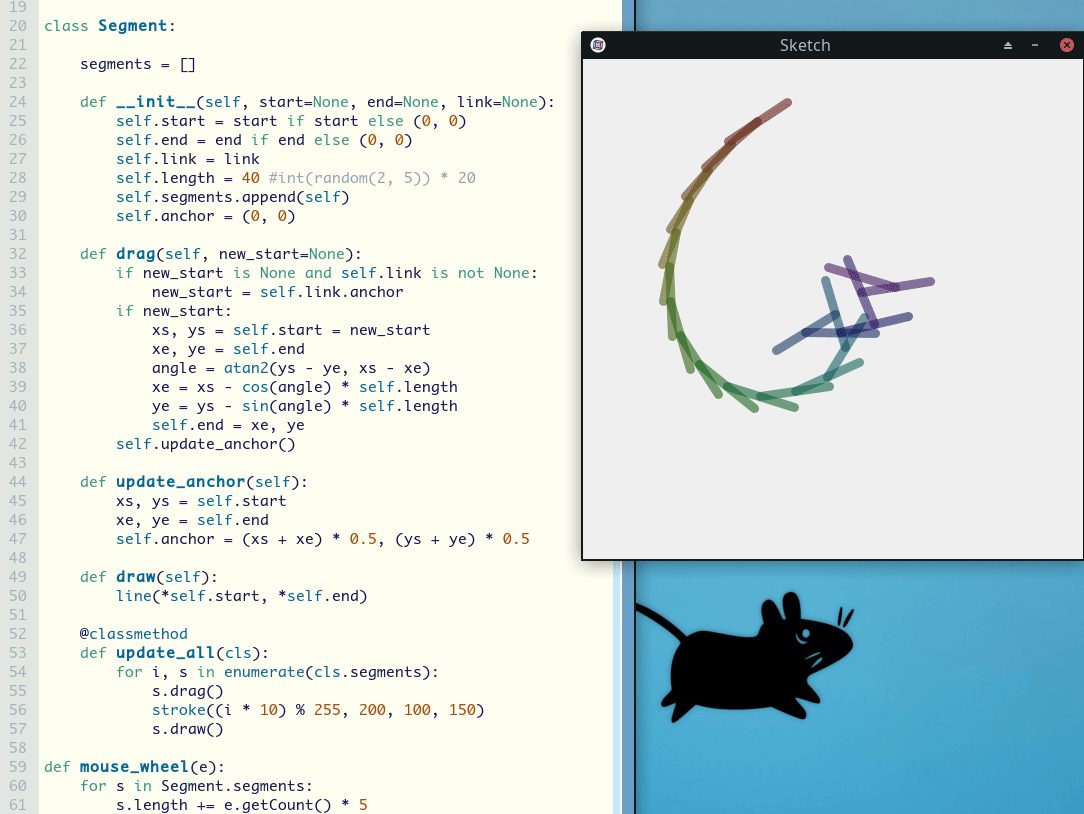 19
20 class Segment:
21
22     segments = []
23
24     def __init__(self, start=None, end=None, link=None):
25         self.start = start if start else (0, 0)
26         self.end = end if end else (0, 0)
27         self.link = link
28         self.length = 40 #int(random(2, 5)) * 20
29         self.segments.append(self)
30         self.anchor = (0, 0)
31
32     def drag(self, new_start=None):
33         if new_start is None and self.link is not None:
34             new_start = self.link.anchor
35         if new_start:
36             xs, ys = self.start = new_start
37             xe, ye = self.end
38             angle = atan2(ys - ye, xs - xe)
39             xe = xs - cos(angle) * self.length
40             ye = ys - sin(angle) * self.length
41             self.end = xe, ye
42         self.update_anchor()
43
44     def update_anchor(self):
45         xs, ys = self.start
46         xe, ye = self.end
47         self.anchor = (xs + xe) * 0.5, (ys + ye) * 0.5
48
49     def draw(self):
50         line(*self.start, *self.end)
51
52     @classmethod
53     def update_all(cls):
54         for i, s in enumerate(cls.segments):
55             s.drag()
56             stroke((i * 10) % 255, 200, 100, 150)
57             s.draw()
58
59 def mouse_wheel(e):
60     for s in Segment.segments:
61         s.length += e.getCount() * 5
Sketch